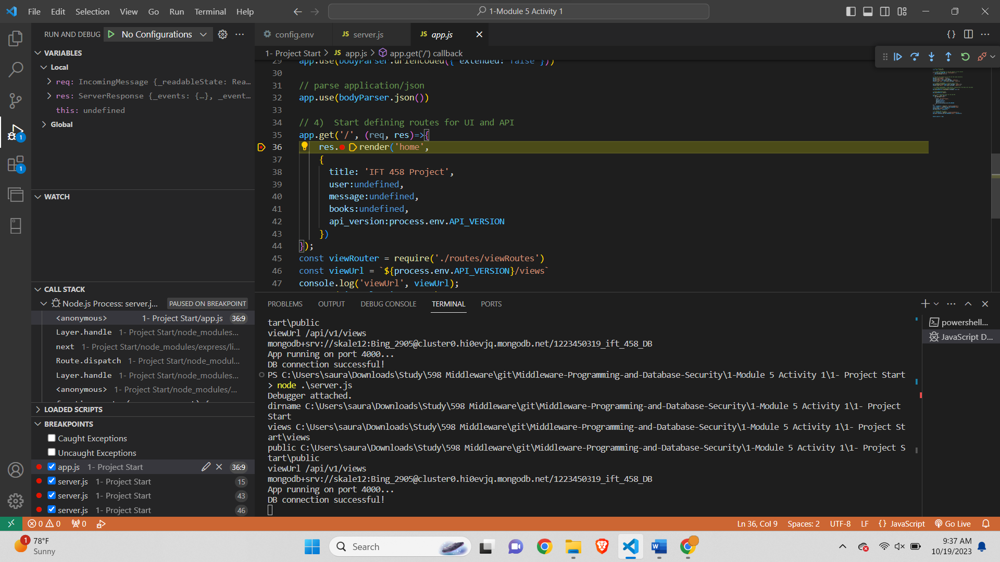 File Edit Selection View Go Run Terminal Help
1-Module 5 Activity 1
RUN AND DEBUG No Configurations
VARIABLES
Local
req: IncomingMessage {_readableState: Rea…
res: ServerResponse {_events: {…}, _event…
this: undefined
Global
WATCH
CALL STACK
Node.js Process: server.j... PAUSED ON BREAKPOINT
<anonymous> 1- Project Start/app.js 36:9
Layer.handle 1- Project Start/node_modules...
next 1- Project Start/node_modules/express/li...
Route.dispatch 1- Project Start/node_modul...
Layer.handle 1- Project Start/node_modules...
<anonymous> 1- Project Start/node_modules/...
LOADED SCRIPTS
BREAKPOINTS
Caught Exceptions
Uncaught Exceptions
app.js 1- Project Start 36:9
server.js 1- Project Start 15
server.js 1- Project Start 43
server.js 1- Project Start 46
config.env
JS server.js
JS app.js
1- Project Start > JS app.js > app.get('/') callback
29 app.use(bodyParser.urlencoded({ extended: false }))
30
31 // parse application/json
32 app.use(bodyParser.json())
33
34 // 4)  Start defining routes for UI and API
35 app.get('/', (req, res)=>{
36 res.render('home',
37 {
38 title: 'IFT 458 Project',
39 user:undefined,
40 message:undefined,
41 books:undefined,
42 api_version:process.env.API_VERSION
43 })
44 });
45 const viewRouter = require('./routes/viewRoutes')
46 const viewUrl = `${process.env.API_VERSION}/views`
47 console.log('viewUrl', viewUrl);
PROBLEMS OUTPUT DEBUG CONSOLE TERMINAL PORTS
tart\public
viewUrl /api/v1/views
mongodb+srv://skale12:Bing_2905@cluster0.hi0evjq.mongodb.net/1223450319_ift_458_DB
App running on port 4000...
DB connection successful!
PS C:\Users\saura\Downloads\Study\598 Middleware\git\Middleware-Programming-and-Database-Security\1-Module 5 Activity 1\1- Project Start
> node .\server.js
Debugger attached.
dirname C:\Users\saura\Downloads\Study\598 Middleware\git\Middleware-Programming-and-Database-Security\1-Module 5 Activity 1\1- Project
Start
views C:\Users\saura\Downloads\Study\598 Middleware\git\Middleware-Programming-and-Database-Security\1-Module 5 Activity 1\1- Project St
art\views
public C:\Users\saura\Downloads\Study\598 Middleware\git\Middleware-Programming-and-Database-Security\1-Module 5 Activity 1\1- Project S
tart\public
viewUrl /api/v1/views
mongodb+srv://skale12:Bing_2905@cluster0.hi0evjq.mongodb.net/1223450319_ift_458_DB
App running on port 4000...
DB connection successful!
powershell...
JavaScript D...
0 0 0
Ln 36, Col 9 Spaces: 2 UTF-8 LF {} JavaScript Go Live
1 78°F
Sunny
Search
9:37 AM
10/19/2023